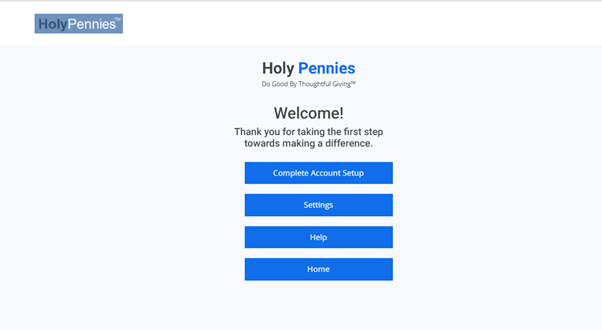 HolyPennies™
Holy Pennies
Do Good By Thoughtful Giving™
Welcome!
Thank you for taking the first step
towards making a difference.
Complete Account Setup
Settings
Help
Home